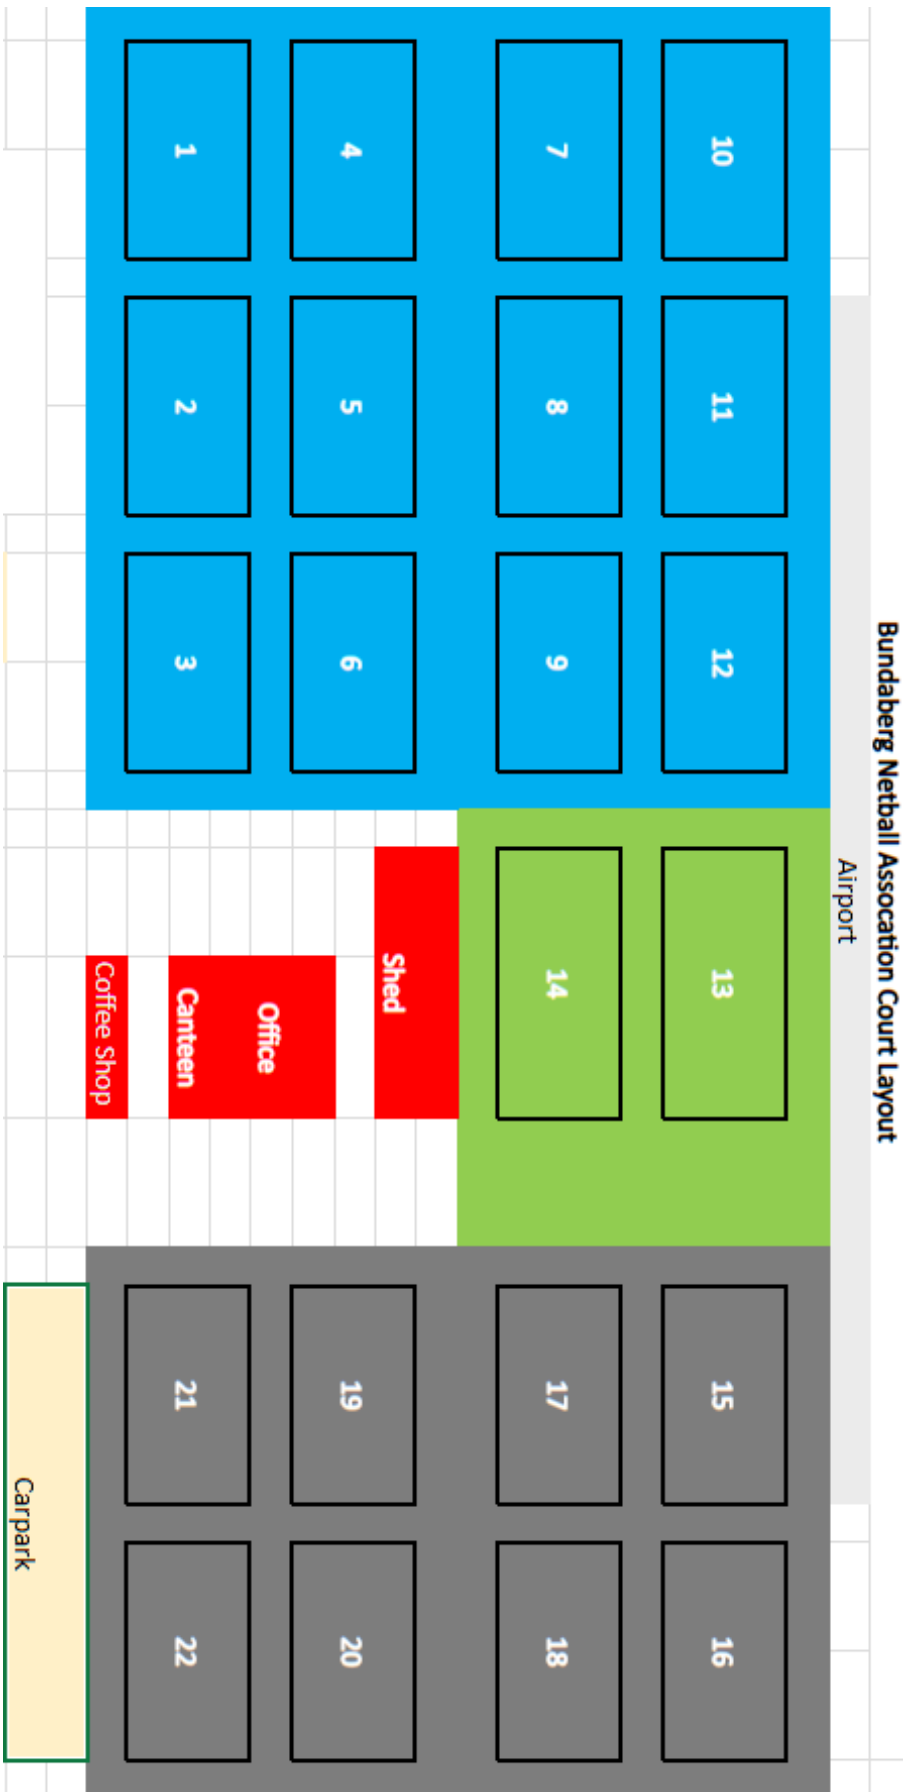 Bundaberg Netball Assocation Court Layout
Airport
10 11 12 13 15 16
7 8 9 14 17 18
Shed
4 5 6 19 20
Office
1 2 3 Canteen 21 22
Coffee Shop
Carpark